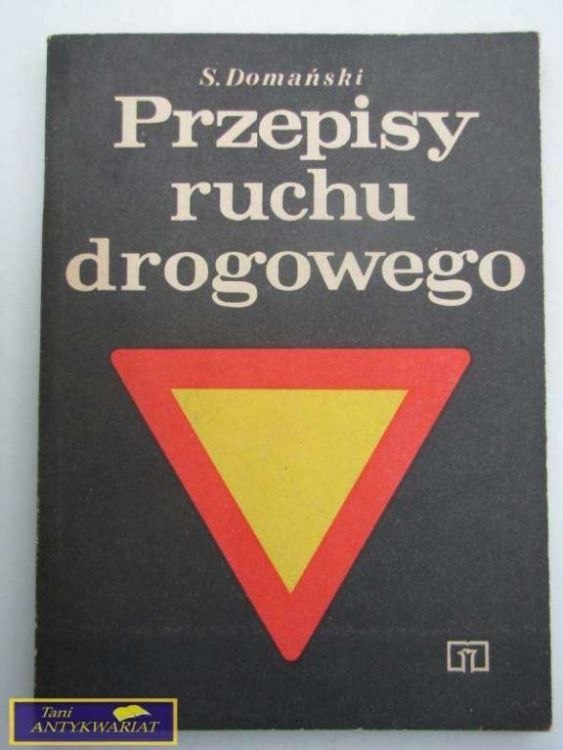 S. Domański
Przepisy
ruchu
drogowego
Tani
ANTYKWARIAT